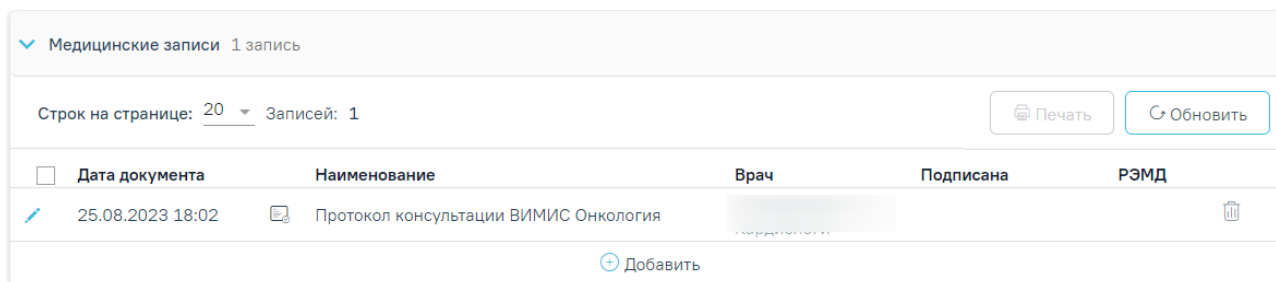 Медицинские записи 1 запись
Строк на странице: 20 Записей: 1 Печать Обновить
Дата документа Наименование Врач Подписана РЭМД
25.08.2023 18:02 Протокол консультации ВИМИС Онкология
Добавить